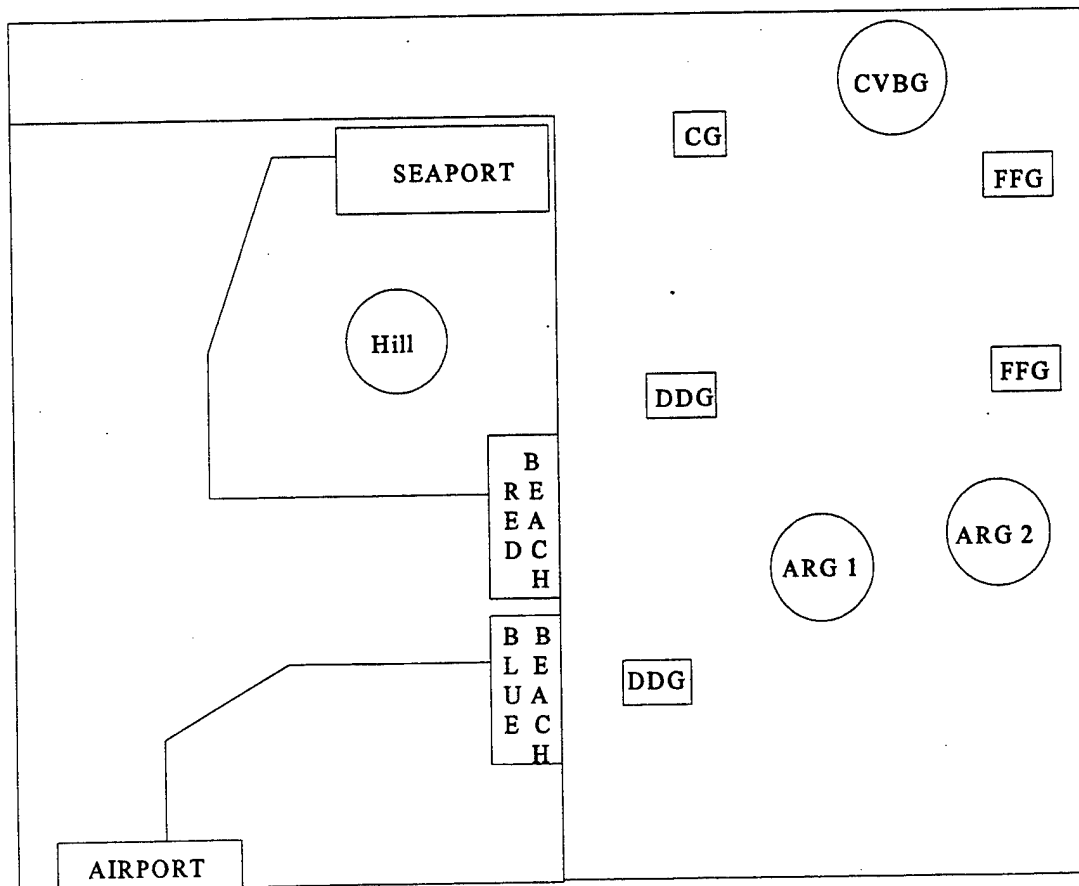 CVBG
CG
SEAPORT
FFG
Hill
FFG
DDG
RED
BEACH
ARG 2
ARG 1
BLUE
BEACH
DDG
AIRPORT